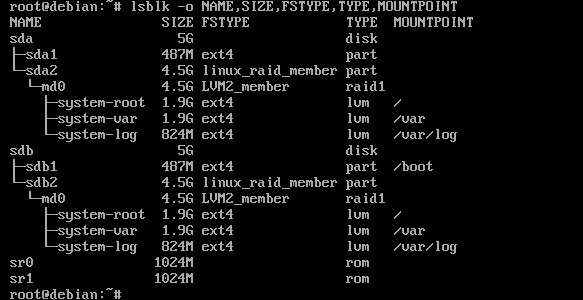 root@debian:~# lsblk -o NAME,SIZE,FSTYPE,TYPE,MOUNTPOINT
NAME                SIZE FSTYPE            TYPE  MOUNTPOINT
sda                   5G                   disk
├─sda1              487M ext4              part
└─sda2              4.5G linux_raid_member part
  └─md0             4.5G LVM2_member       raid1
    ├─system-root   1.9G ext4              lvm   /
    ├─system-var    1.9G ext4              lvm   /var
    └─system-log    824M ext4              lvm   /var/log
sdb                   5G                   disk
├─sdb1              487M ext4              part  /boot
└─sdb2              4.5G linux_raid_member part
  └─md0             4.5G LVM2_member       raid1
    ├─system-root   1.9G ext4              lvm   /
    ├─system-var    1.9G ext4              lvm   /var
    └─system-log    824M ext4              lvm   /var/log
sr0                1024M                   rom
sr1                1024M                   rom
root@debian:~#